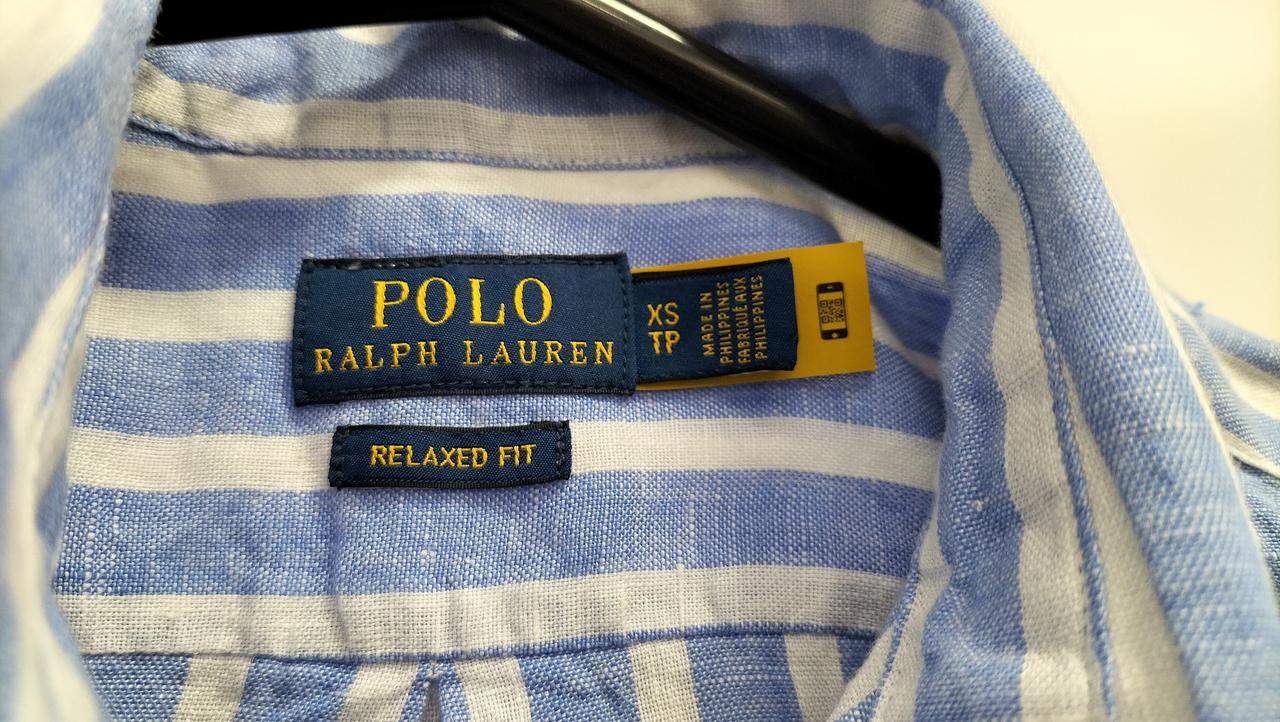 POLO
RALPH LAUREN
XS
TP
MADE IN
PHILIPPINES
FABRIQUÉ AUX
PHILIPPINES
RELAXED FIT